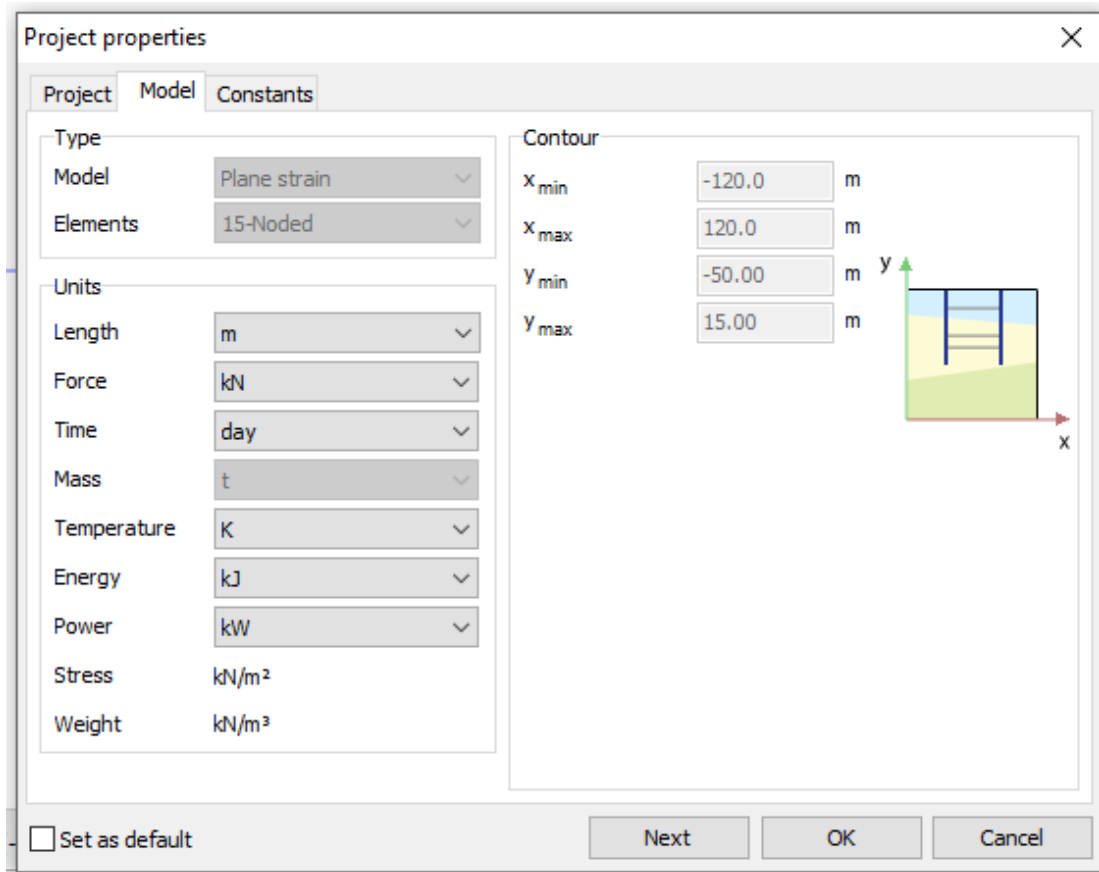 Project properties
Project Model Constants
Type
Model Plane strain
Elements 15-Noded
Units
Length m
Force kN
Time day
Mass t
Temperature K
Energy kJ
Power kW
Stress kN/m²
Weight kN/m³
Contour
x min -120.0 m
x max 120.0 m
y min -50.00 m
y max 15.00 m
y
x
Set as default
Next OK Cancel